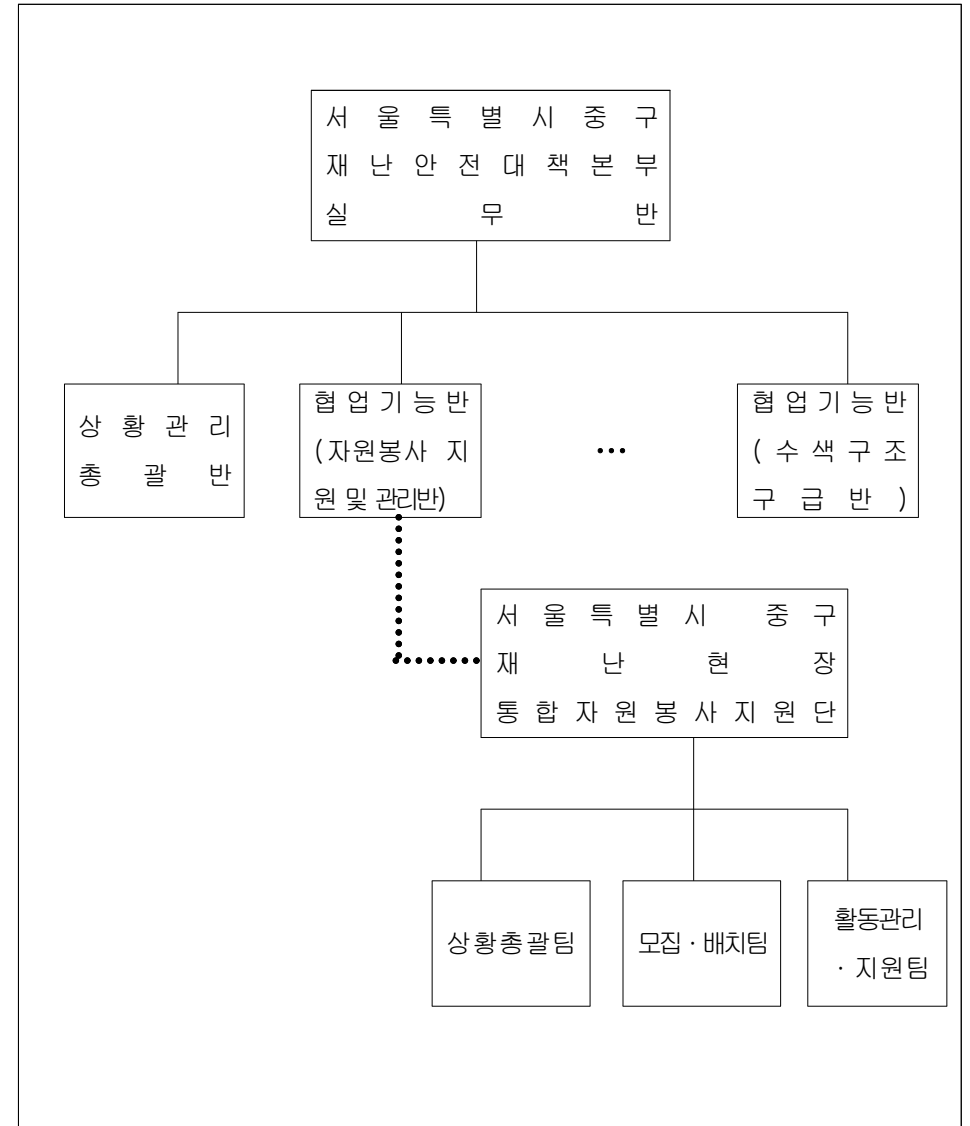 서울특별시중구
재난안전대책본부
실무반
상황관리
총괄반
협업기능반
(자원봉사 지
원 및 관리반)
…
협업기능반
(수색구조
구급반)
서울특별시 중구
재난현장
통합자원봉사지원단
상황총괄팀
모집·배치팀
활동관리
·지원팀